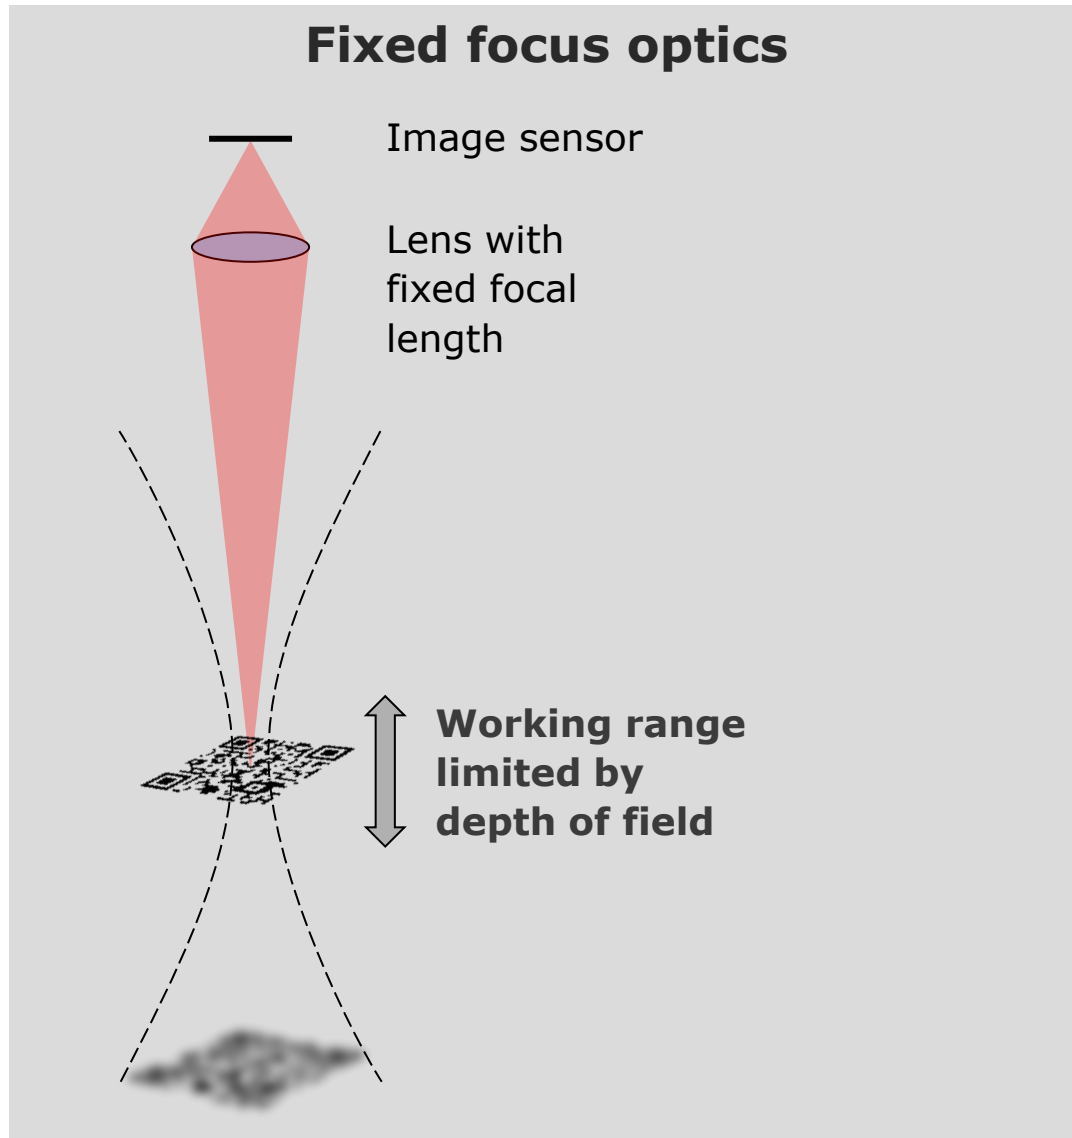 Fixed focus optics
Image sensor
Lens with
fixed focal
length
Working range
limited by
depth of field